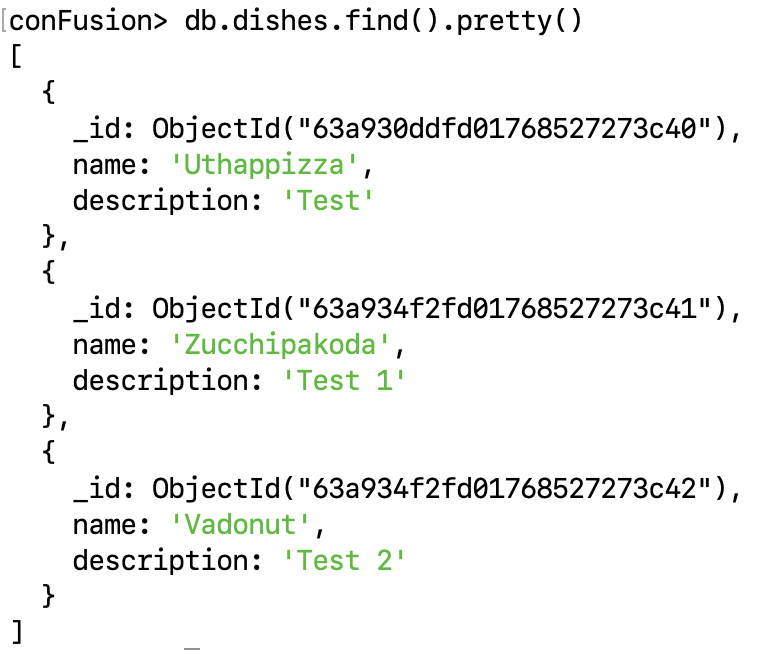 conFusion> db.dishes.find().pretty()
[
  {
    _id: ObjectId("63a930ddfd01768527273c40"),
    name: 'Uthappizza',
    description: 'Test'
  },
  {
    _id: ObjectId("63a934f2fd01768527273c41"),
    name: 'Zucchipakoda',
    description: 'Test 1'
  },
  {
    _id: ObjectId("63a934f2fd01768527273c42"),
    name: 'Vadonut',
    description: 'Test 2'
  }
]